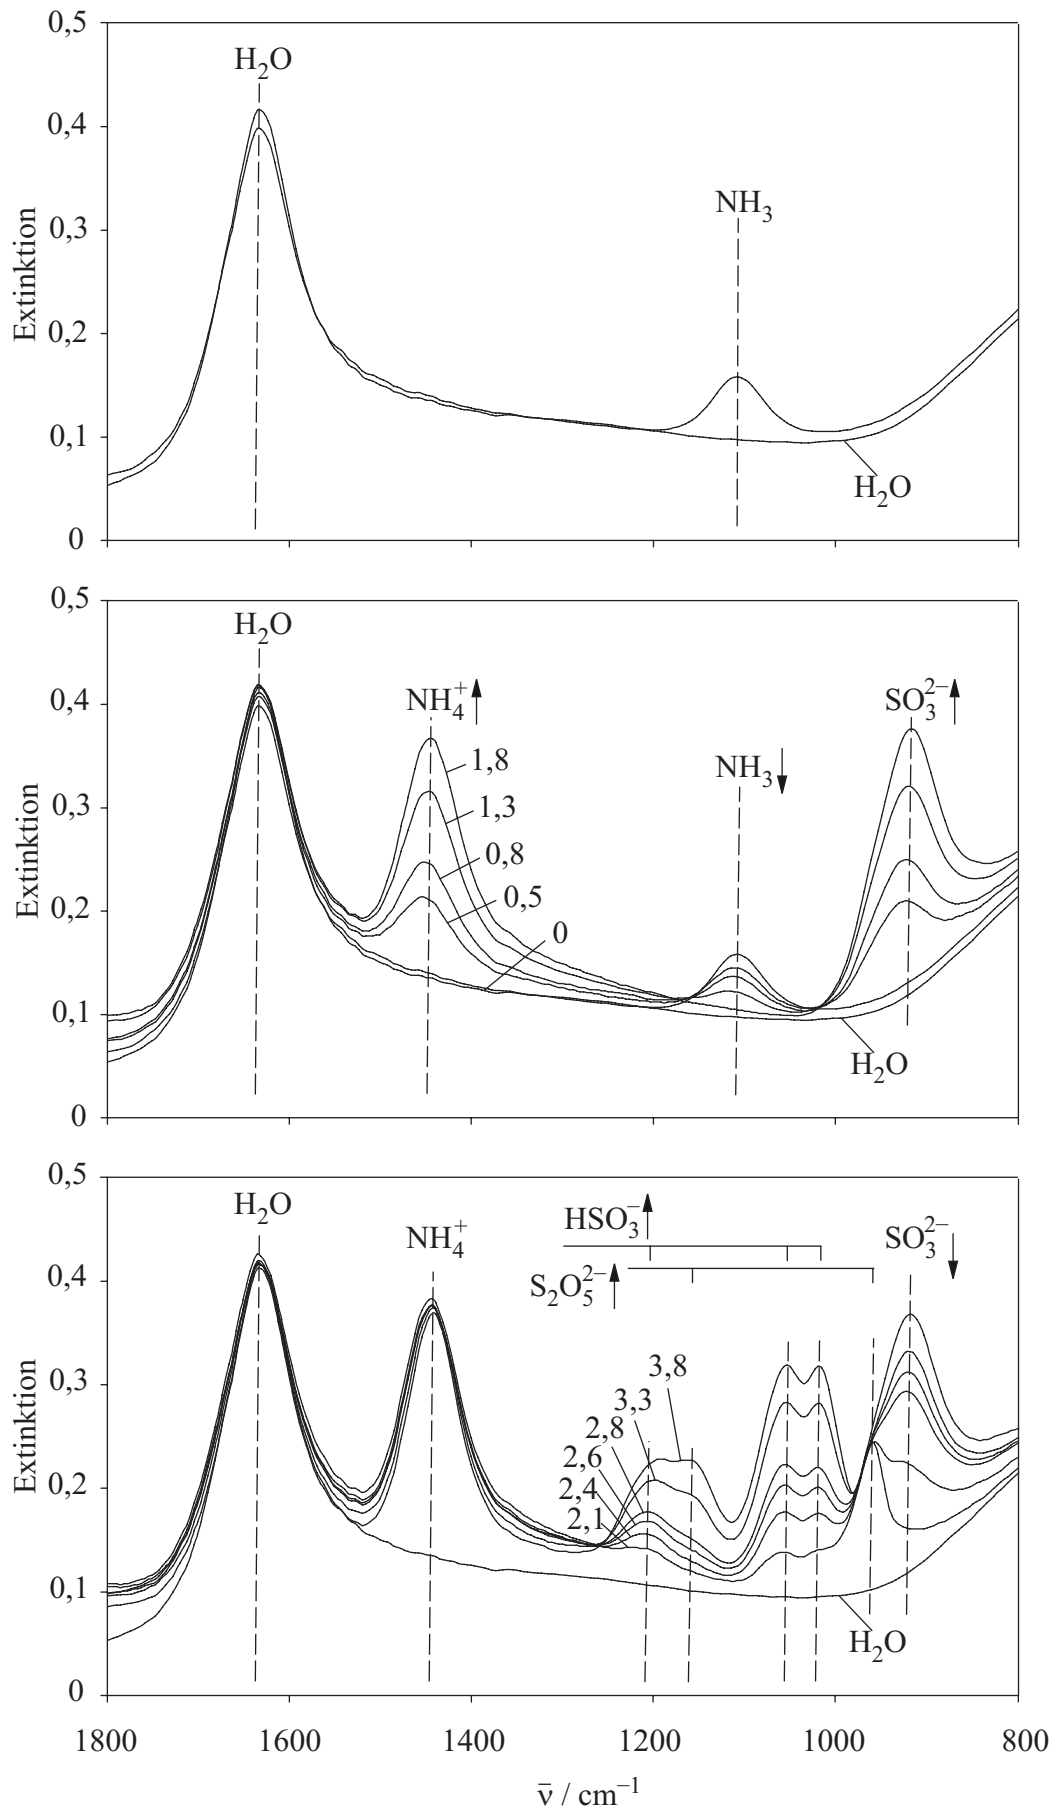 0,5
H₂O
0,4
0,3
NH₃
Extinktion
0,2
0,1
H₂O
0
0,5
H₂O
0,4
NH₄⁺
SO₃²⁻
1,8
NH₃
0,3
1,3
0,8
Extinktion
0,5
0,2
0
0,1
H₂O
0
0,5
H₂O
HSO₃⁻
NH₄⁺
SO₃²⁻
S₂O₅²⁻
0,4
0,3
3,8
3,3
2,8
Extinktion
2,6
0,2
2,4
2,1
0,1
H₂O
0
1800 1600 1400 1200 1000 800
ν̅ / cm⁻¹